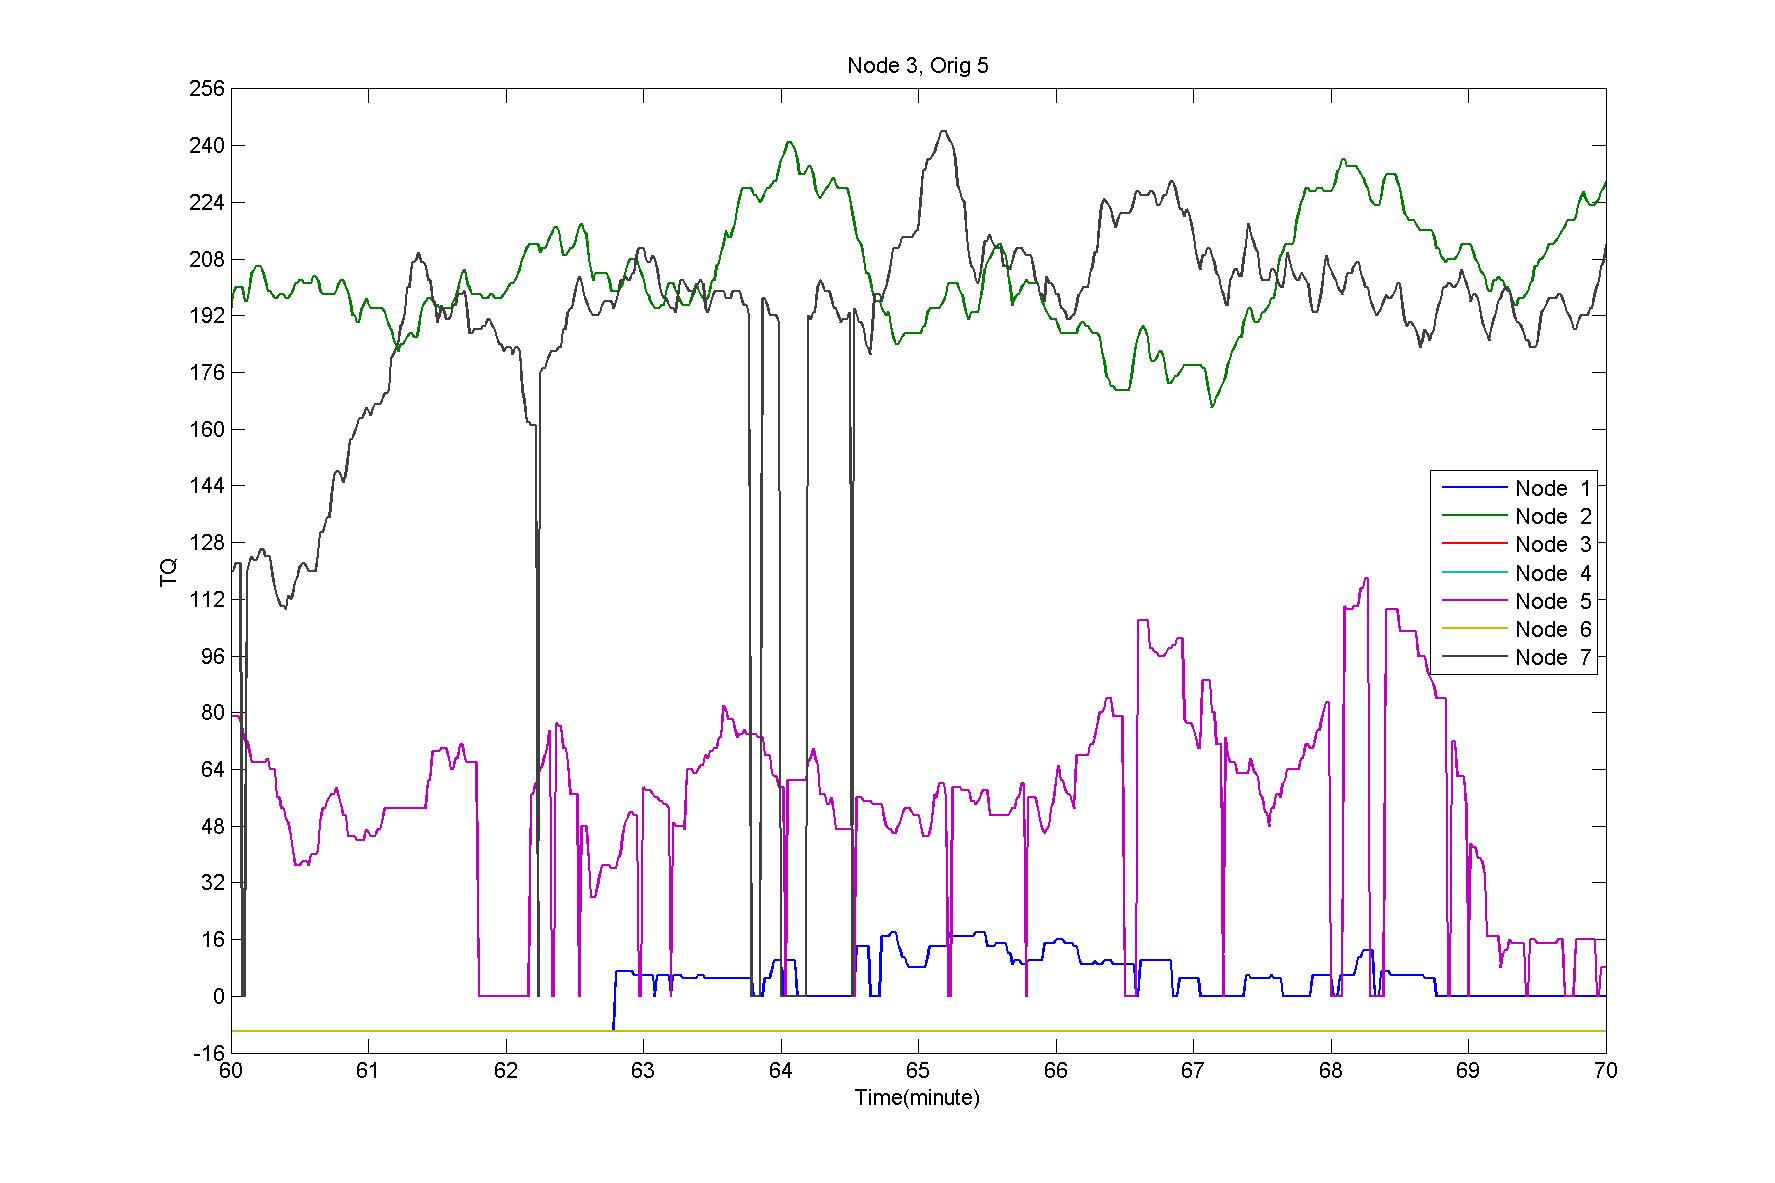 Node 3, Orig 5
256
240
224
208
192
176
160
144
128
112
96
80
64
48
32
16
0
-16
TQ
Node 1
Node 2
Node 3
Node 4
Node 5
Node 6
Node 7
60 61 62 63 64 65 66 67 68 69 70
Time(minute)